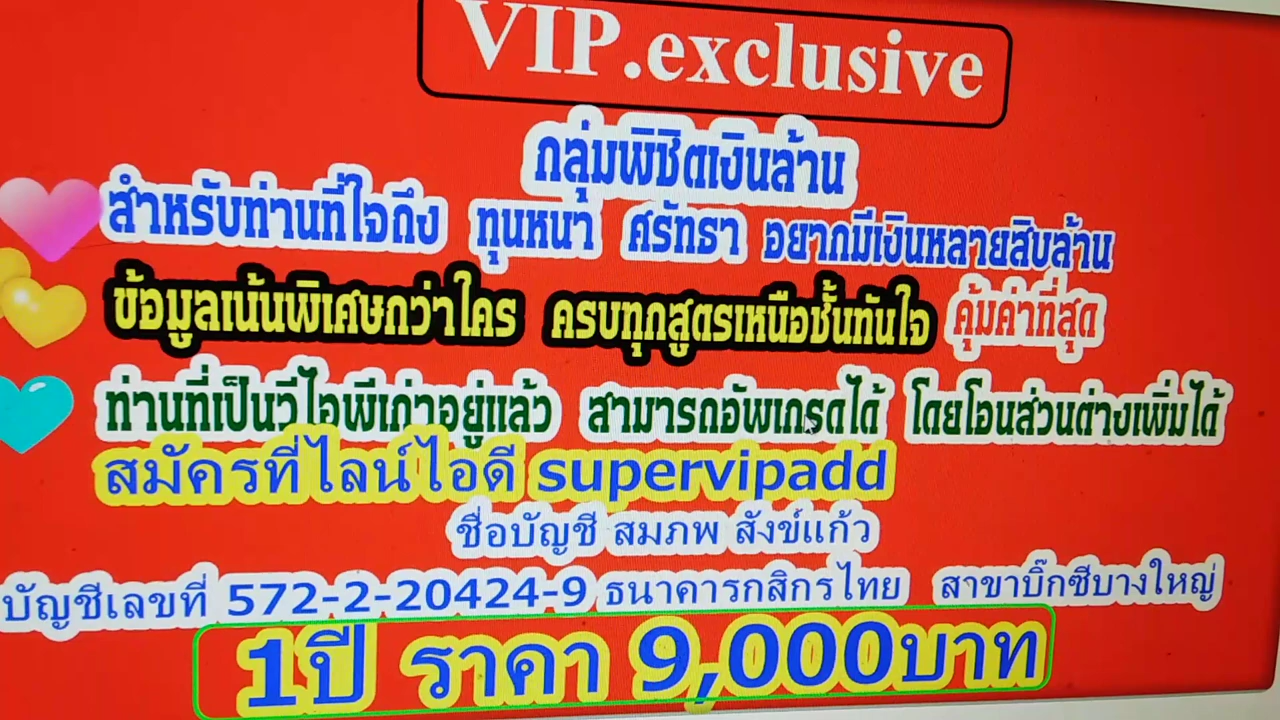 VIP.exclusive
กลุ่มพิชิตเงินล้าน
สำหรับท่านที่ใจถึง ทุนหนา ศรัทธา อยากมีเงินหลายสิบล้าน
ข้อมูลเน้นพิเศษกว่าใคร ครบทุกสูตรเหนือชั้นทันใจ คุ้มค่าที่สุด
ท่านที่เป็นวีไอพีเก่าอยู่แล้ว สามารถอัพเกรดได้ โดยโอนส่วนต่างเพิ่มได้
สมัครที่ไลน์ไอดี supervipadd
ชื่อบัญชี สมภพ สังข์แก้ว
บัญชีเลขที่ 572-2-20424-9 ธนาคารกสิกรไทย สาขาบิ๊กซีบางใหญ่
1ปี ราคา 9,000บาท